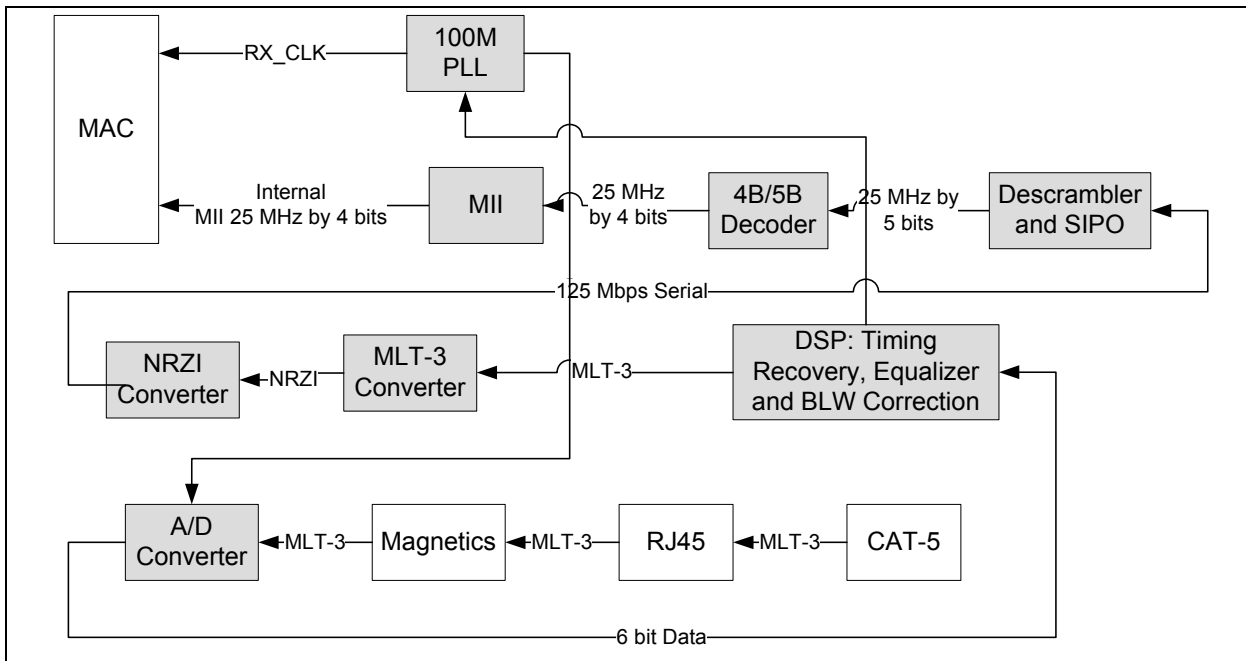 100M
PLL
RX_CLK
MAC
Internal
MII 25 MHz by 4 bits
MII
25 MHz
by 4 bits
4B/5B
Decoder
25 MHz by
5 bits
Descrambler
and SIPO
125 Mbps Serial
NRZI
Converter
NRZI
MLT-3
Converter
MLT-3
DSP: Timing
Recovery, Equalizer
and BLW Correction
A/D
Converter
MLT-3
Magnetics
MLT-3
RJ45
MLT-3
CAT-5
6 bit Data